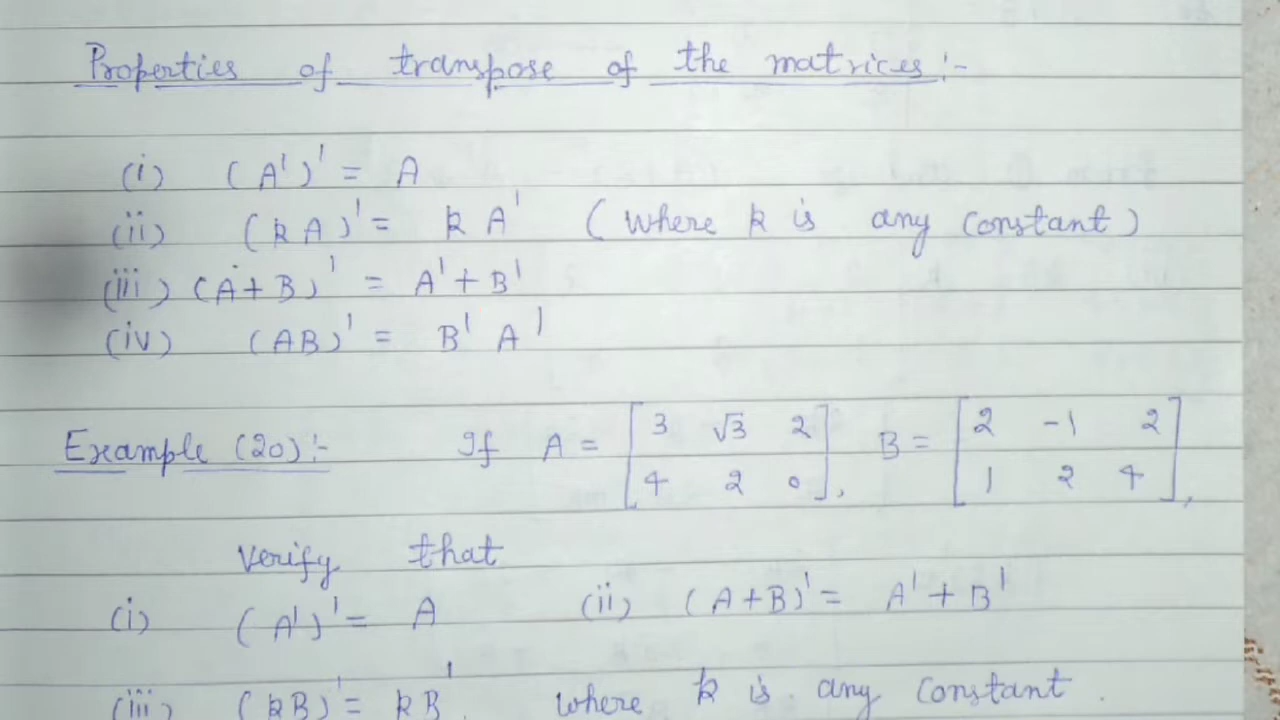 Properties of transpose of the matrices:-
(i) (A')' = A
(ii) (kA)' = kA' (where k is any constant)
(iii) (A+B)' = A'+B'
(iv) (AB)' = B' A'
Example (20):- If A = [3 √3 2; 4 2 0], B = [2 -1 2; 1 2 4],
Verify that
(i) (A')' = A (ii) (A+B)' = A'+B'
(iii) (kB)' = kB', where k is any constant.